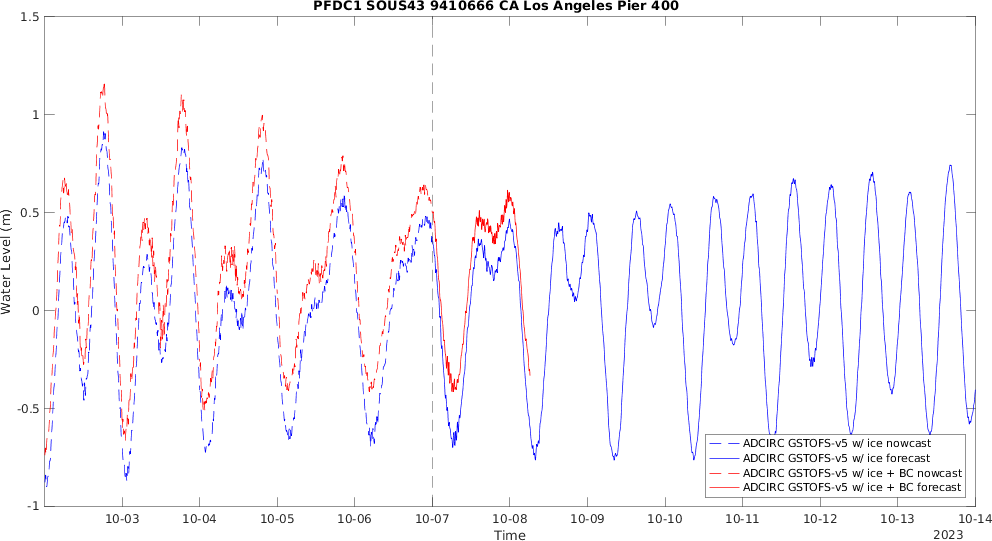 PFDC1 SOUS43 9410666 CA Los Angeles Pier 400
1.5
1
0.5
0
-0.5
-1
Water Level (m)
10-03 10-04 10-05 10-06 10-07 10-08 10-09 10-10 10-11 10-12 10-13 10-14
Time
2023
ADCIRC GSTOFS-v5 w/ ice nowcast
ADCIRC GSTOFS-v5 w/ ice forecast
ADCIRC GSTOFS-v5 w/ ice + BC nowcast
ADCIRC GSTOFS-v5 w/ ice + BC forecast